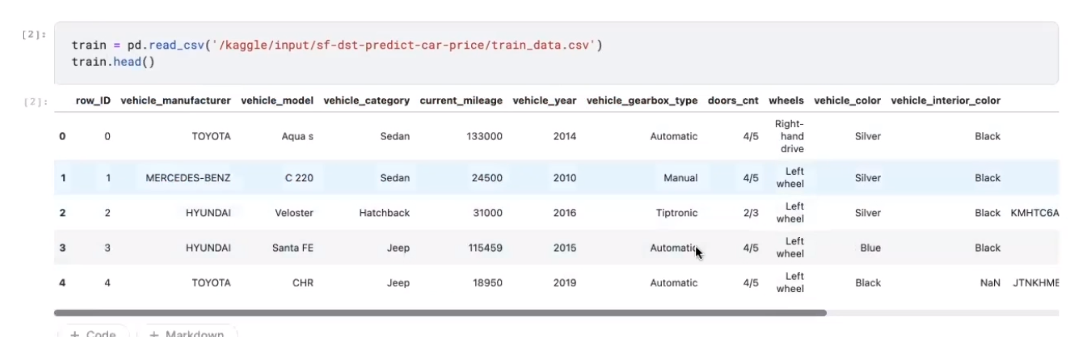 [2]:
train = pd.read_csv('/kaggle/input/sf-dst-predict-car-price/train_data.csv')
train.head()
[2]:
row_ID vehicle_manufacturer vehicle_model vehicle_category current_mileage vehicle_year vehicle_gearbox_type doors_cnt wheels vehicle_color vehicle_interior_color
0 0 TOYOTA Aqua s Sedan 133000 2014 Automatic 4/5 Right-hand drive Silver Black
1 1 MERCEDES-BENZ C 220 Sedan 24500 2010 Manual 4/5 Left wheel Silver Black
2 2 HYUNDAI Veloster Hatchback 31000 2016 Tiptronic 2/3 Left wheel Silver Black KMHTC6A
3 3 HYUNDAI Santa FE Jeep 115459 2015 Automatic 4/5 Left wheel Blue Black
4 4 TOYOTA CHR Jeep 18950 2019 Automatic 4/5 Left wheel Black NaN JTNKHME
+ Code + Markdown